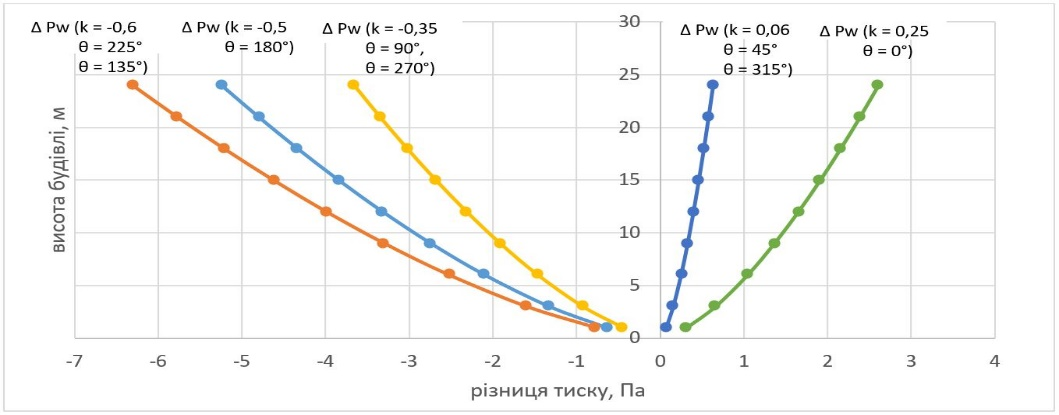 Δ Pw (k = -0,6
θ = 225°
θ = 135°)
Δ Pw (k = -0,5
θ = 180°)
Δ Pw (k = -0,35
θ = 90°,
θ = 270°)
Δ Pw (k = 0,06
θ = 45°
θ = 315°)
Δ Pw (k = 0,25
θ = 0°)
висота будівлі, м
30
25
20
15
10
5
0
-7 -6 -5 -4 -3 -2 -1 0 1 2 3 4
різниця тиску, Па